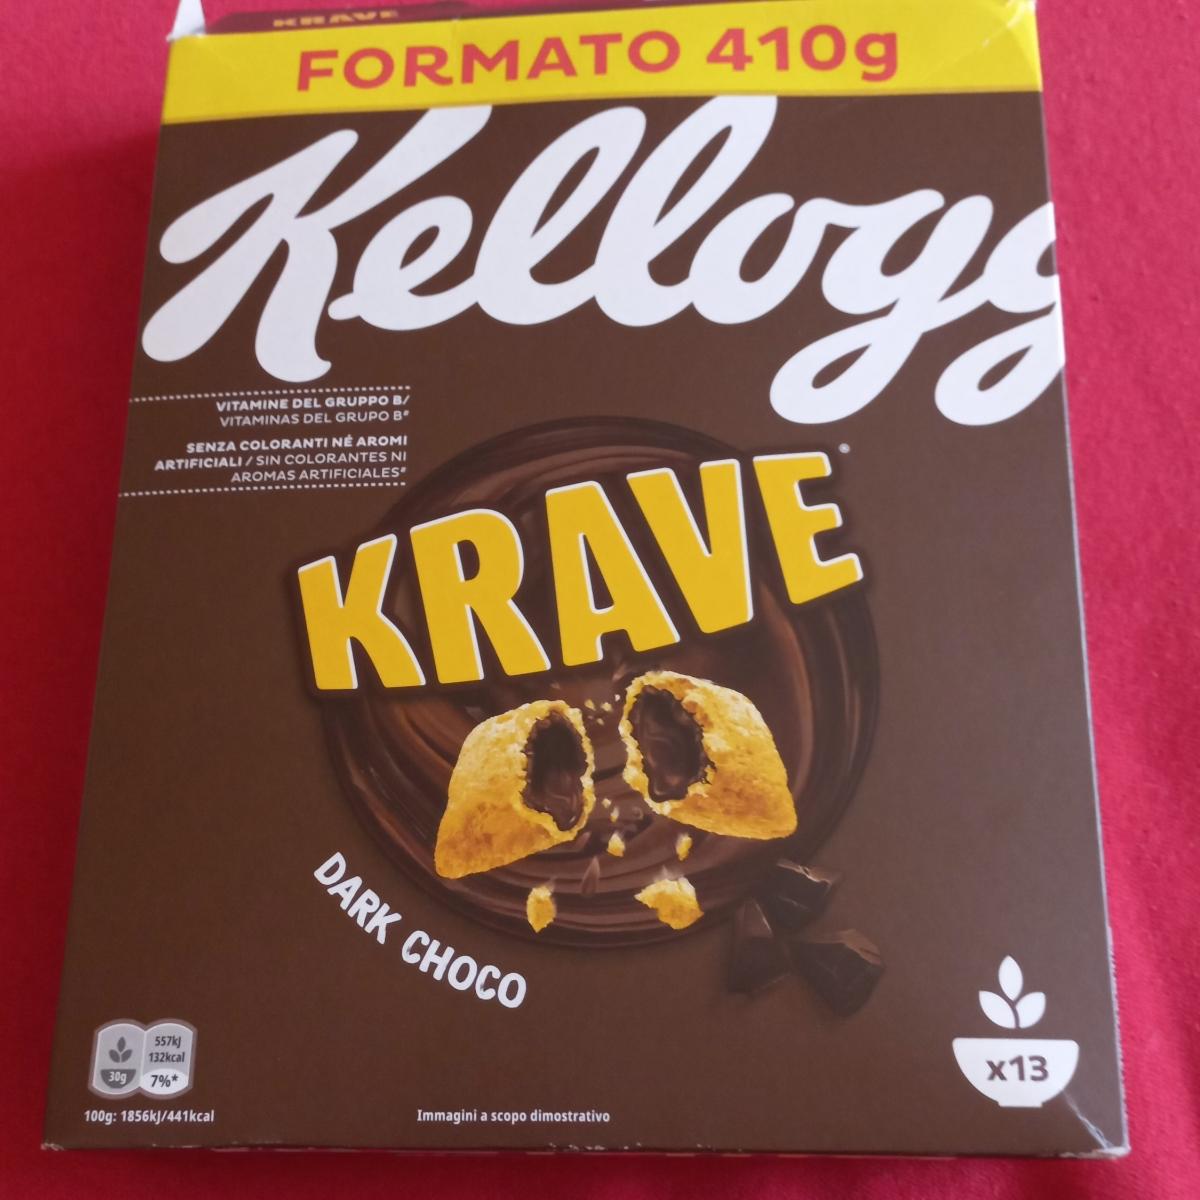 KRAVE
FORMATO 410g
Kellogg
VITAMINE DEL GRUPPO B/
VITAMINAS DEL GRUPO B#
SENZA COLORANTI NÉ AROMI
ARTIFICIALI / SIN COLORANTES NI
AROMAS ARTIFICIALES#
KRAVE®
DARK CHOCO
557kJ
132kcal
30g
7%*
x13
100g: 1856kJ/441kcal
Immagini a scopo dimostrativo